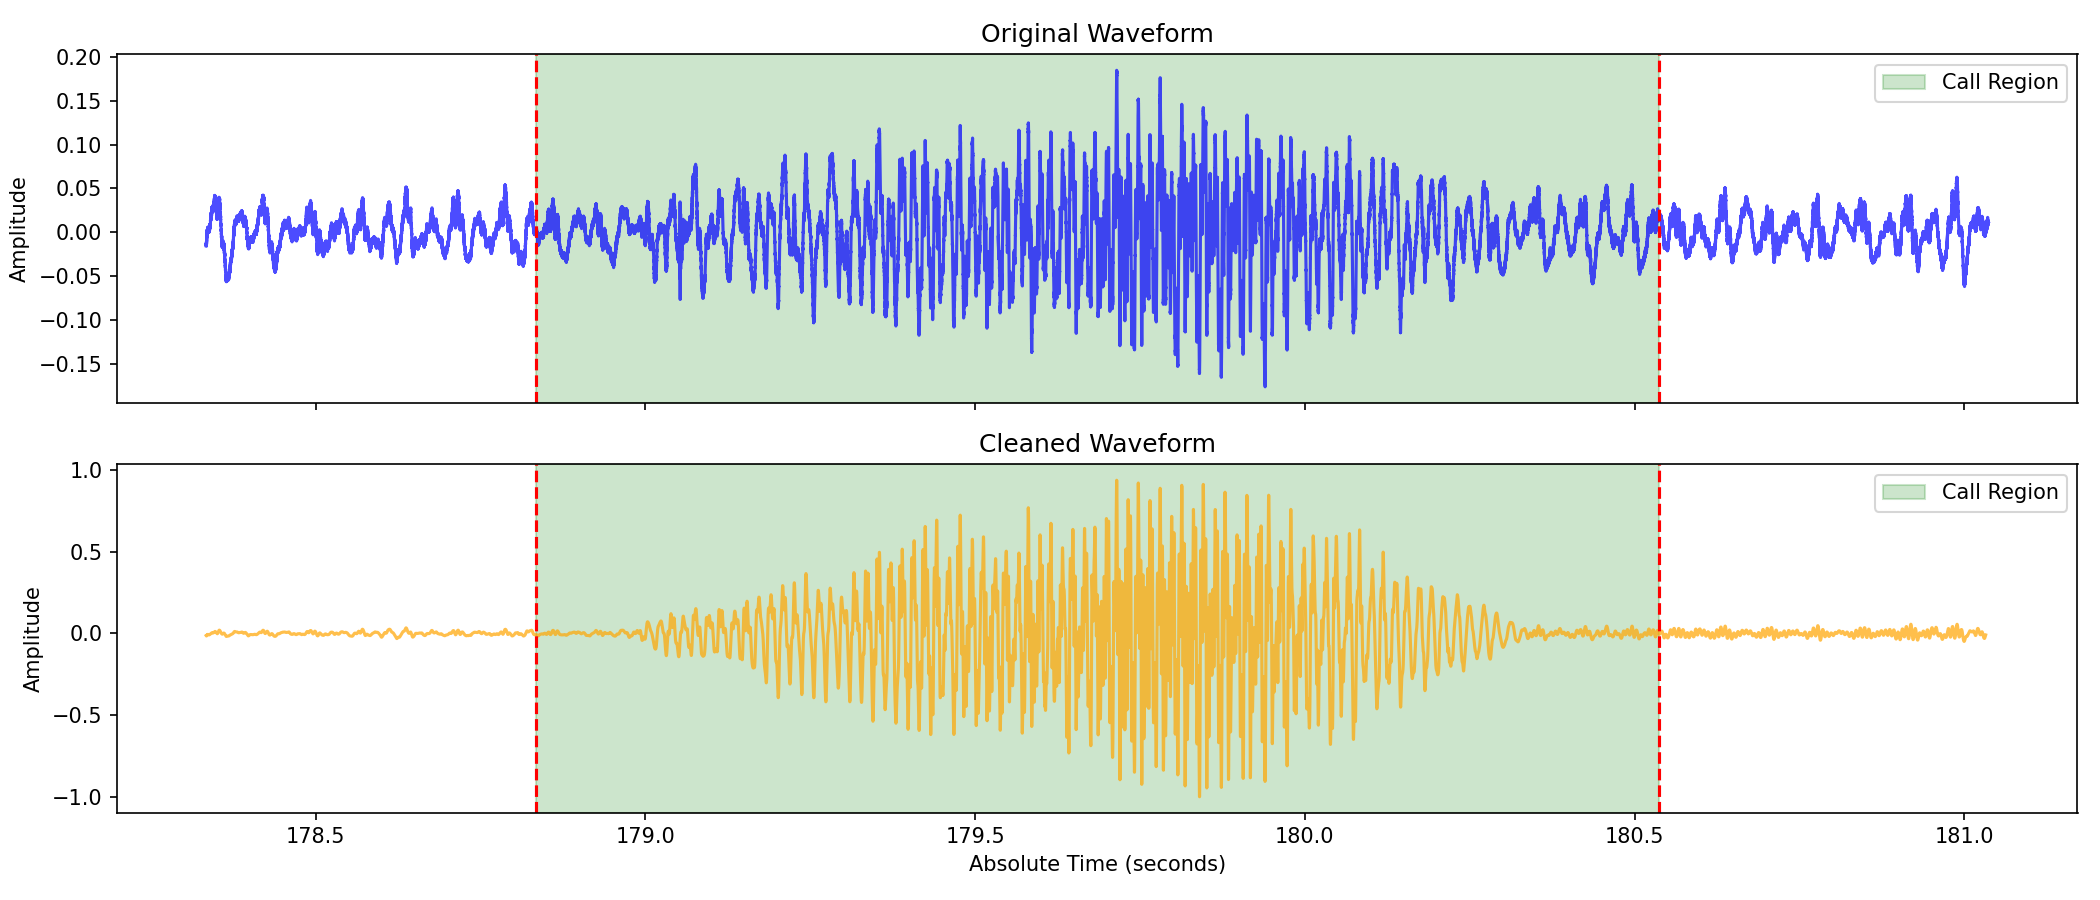 Original Waveform
0.20
0.15
0.10
0.05
0.00
−0.05
−0.10
−0.15
Amplitude
Call Region
Cleaned Waveform
1.0
0.5
0.0
−0.5
−1.0
Amplitude
Call Region
178.5 179.0 179.5 180.0 180.5 181.0
Absolute Time (seconds)